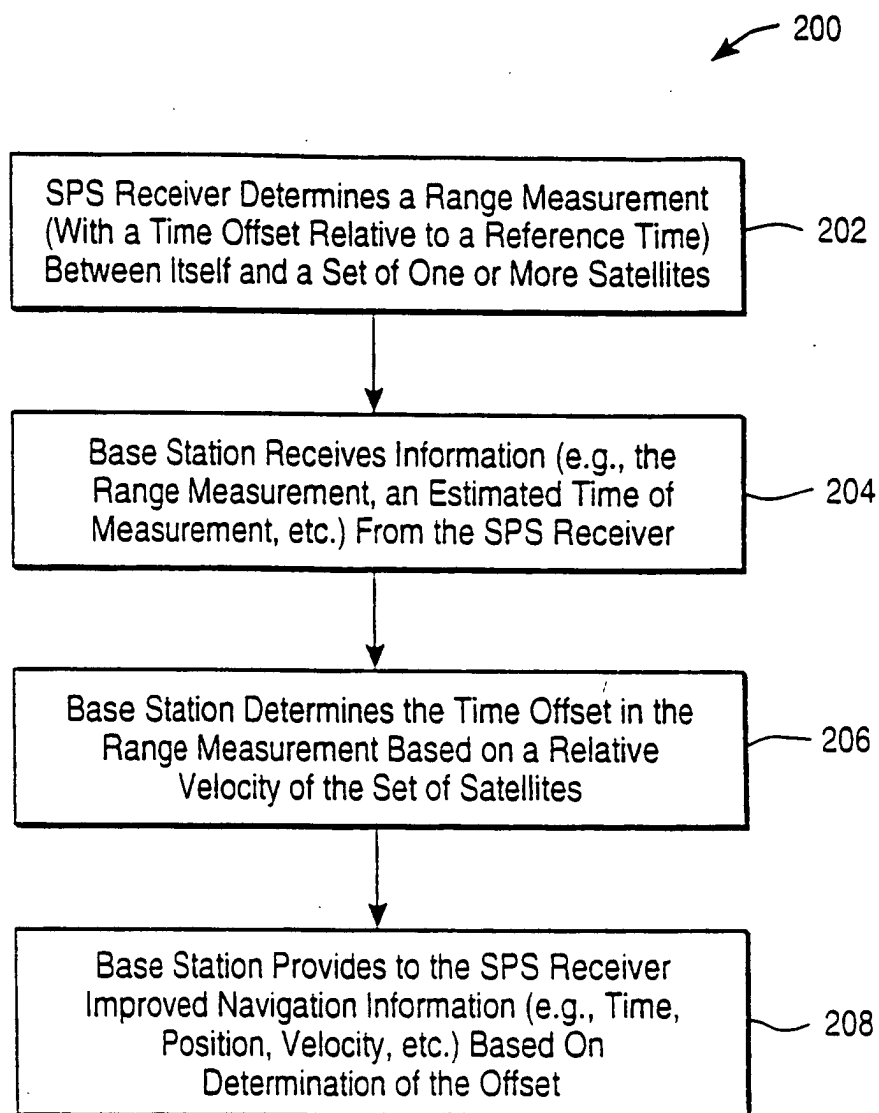 200
SPS Receiver Determines a Range Measurement
(With a Time Offset Relative to a Reference Time)
Between Itself and a Set of One or More Satellites
202
Base Station Receives Information (e.g., the
Range Measurement, an Estimated Time of
Measurement, etc.) From the SPS Receiver
204
Base Station Determines the Time Offset in the
Range Measurement Based on a Relative
Velocity of the Set of Satellites
206
Base Station Provides to the SPS Receiver
Improved Navigation Information (e.g., Time,
Position, Velocity, etc.) Based On
Determination of the Offset
208